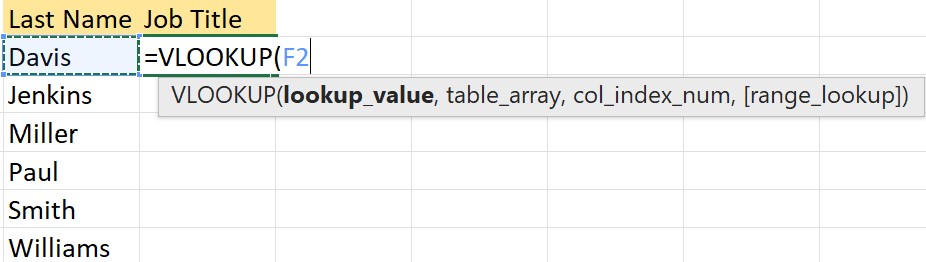 Last Name Job Title
Davis =VLOOKUP(F2
Jenkins VLOOKUP(lookup_value, table_array, col_index_num, [range_lookup])
Miller
Paul
Smith
Williams